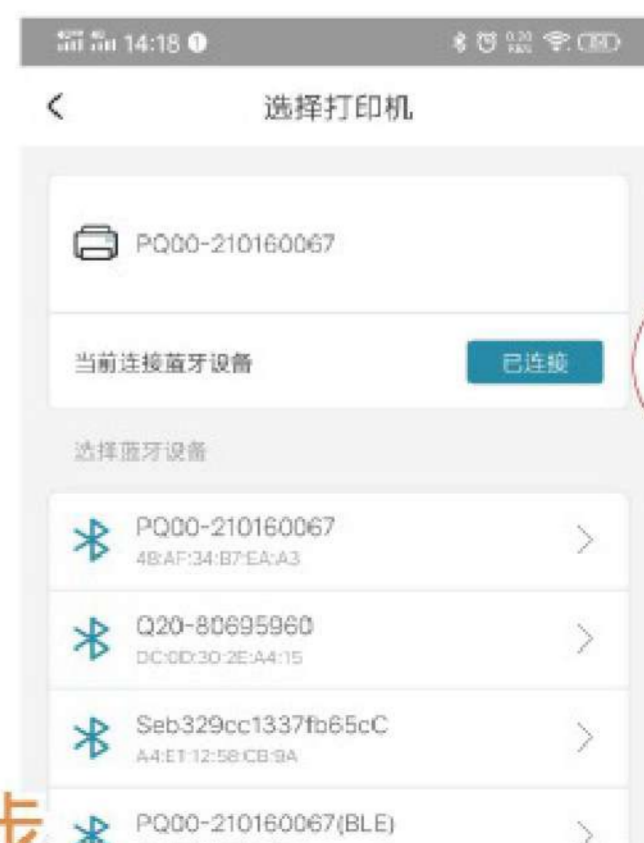 14:18
选择打印机
PQ00-210160067
当前连接蓝牙设备
已连接
选择蓝牙设备
PQ00-210160067
48:AF:34:B7:EA:A3
Q20-80695960
DC:0D:30:2E:A4:15
Seb329cc1337fb65cC
A4:E1:12:58:CB:9A
PQ00-210160067(BLE)
步